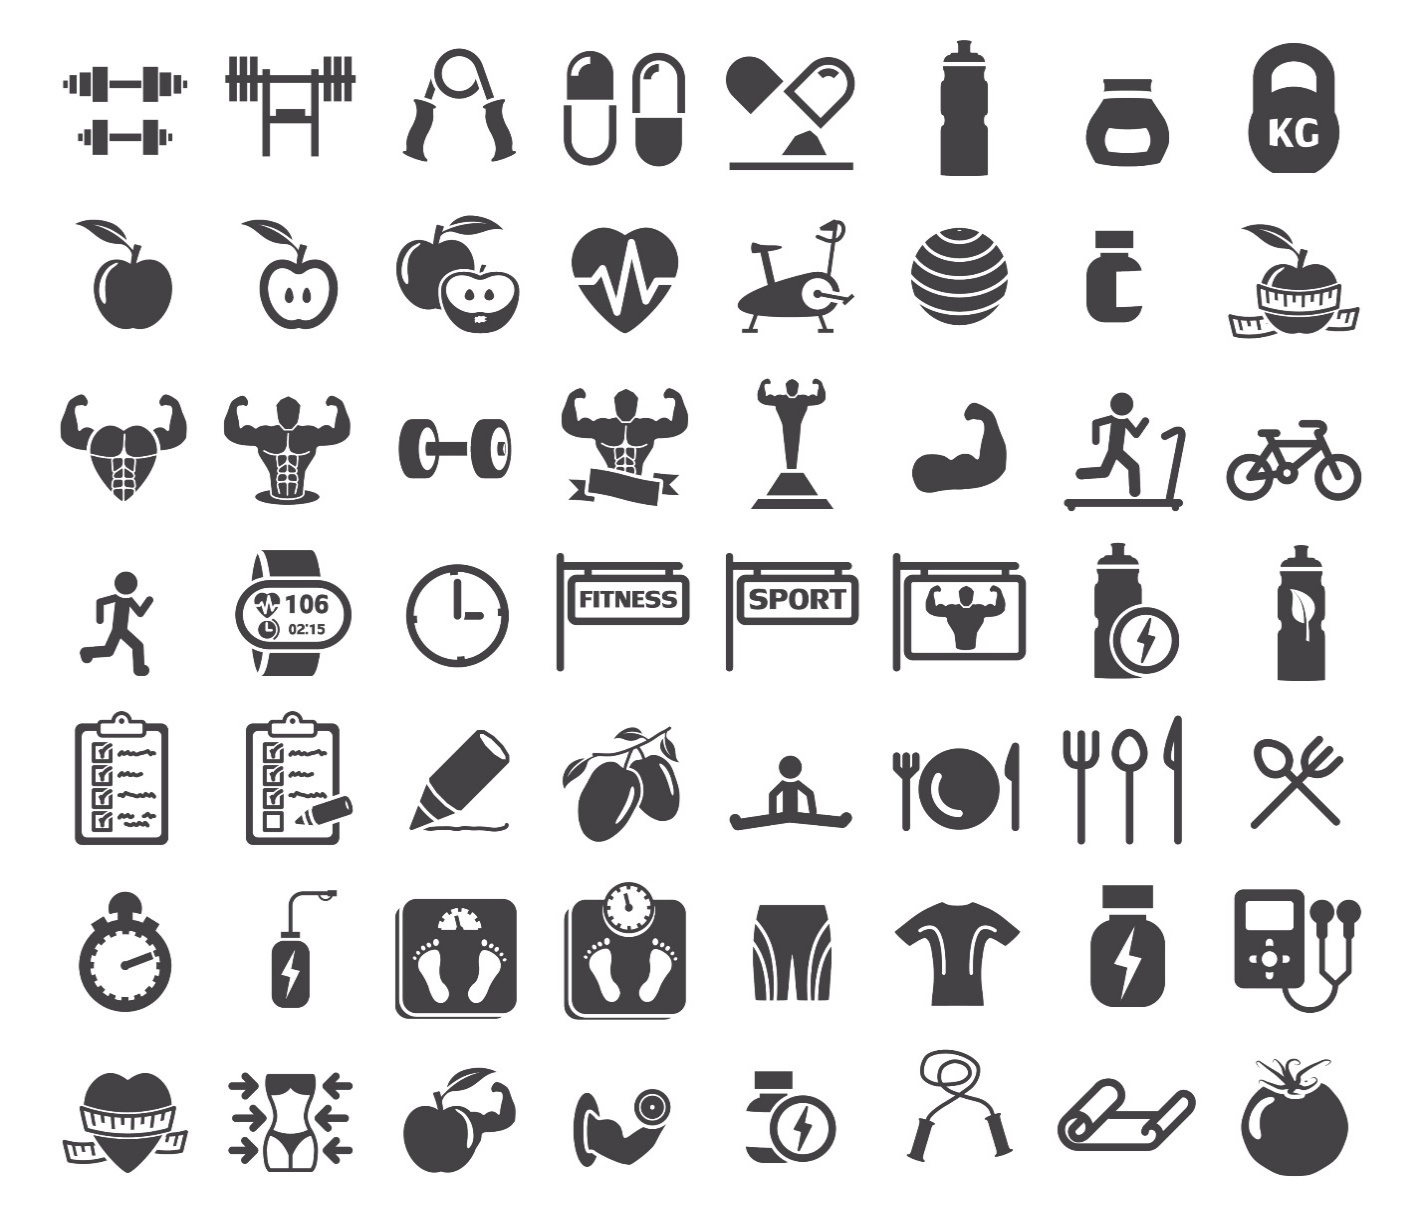 KG
106
02:15
FITNESS
SPORT